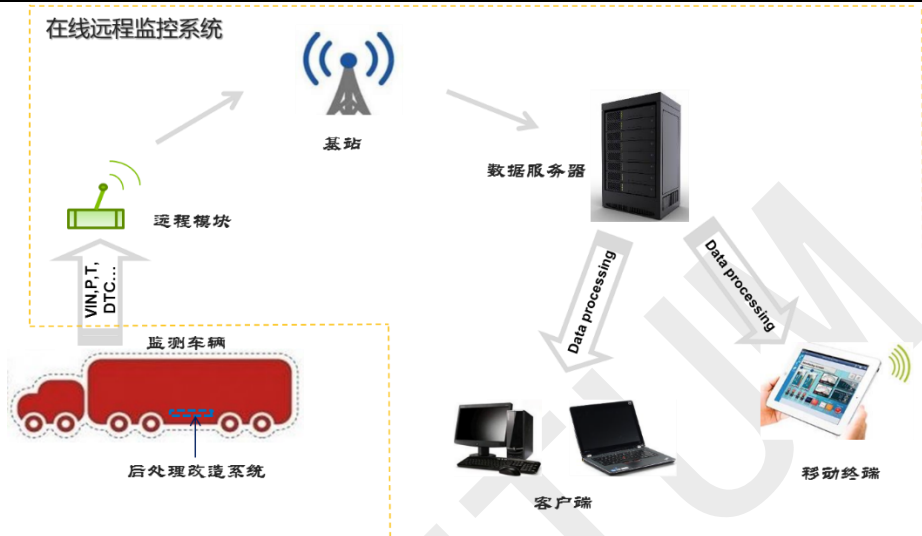 在线远程监控系统
基站
数据服务器
远程模块
VIN,P,T,
DTC...
Data processing
Data processing
监测车辆
后处理改造系统
客户端
移动终端